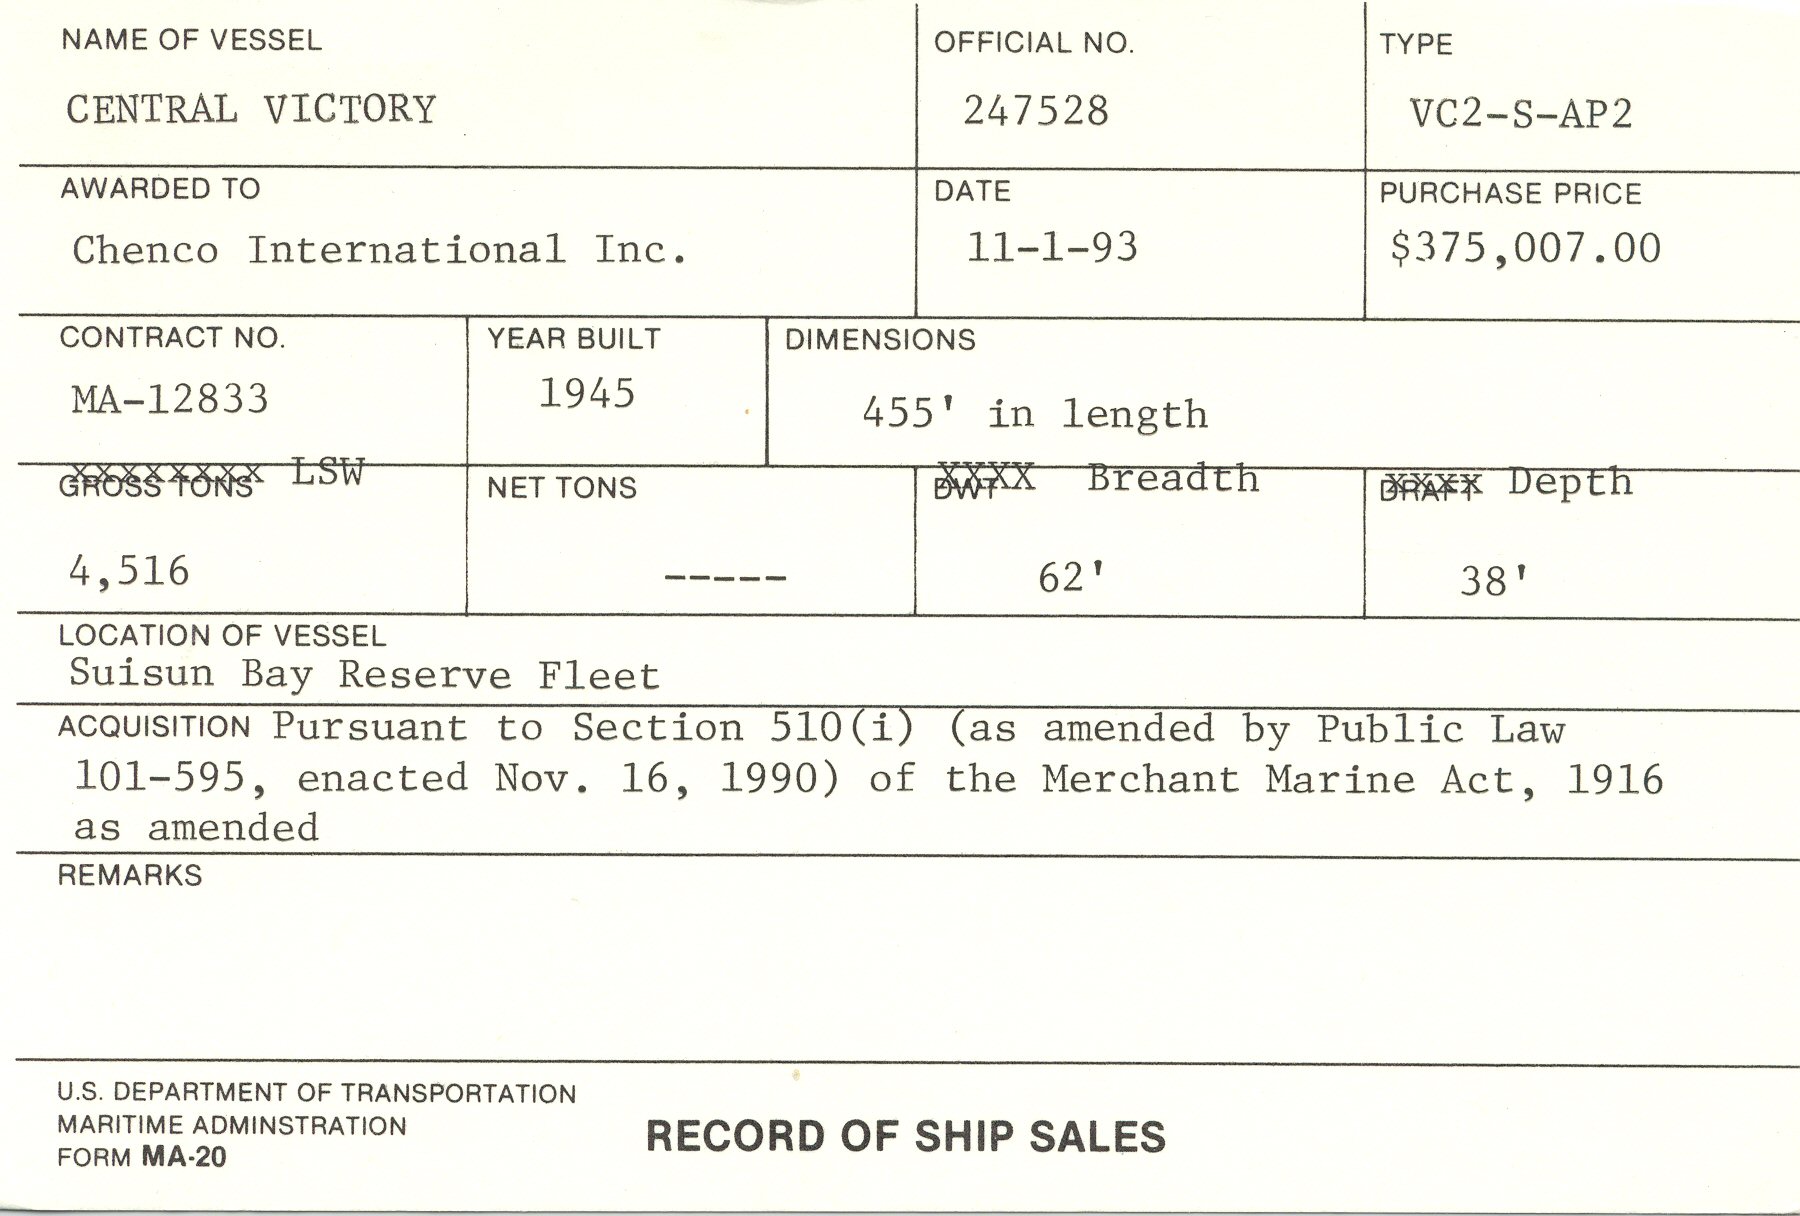 NAME OF VESSEL OFFICIAL NO. TYPE
CENTRAL VICTORY 247528 VC2-S-AP2
AWARDED TO DATE PURCHASE PRICE
Chenco International Inc. 11-1-93 $375,007.00
CONTRACT NO. YEAR BUILT DIMENSIONS
MA-12833 1945 455' in length
xxxxxxxx LSW XXXX Breadth xxxx Depth
GROSS TONS NET TONS DWT DRAFT
4,516 ----- 62' 38'
LOCATION OF VESSEL
Suisun Bay Reserve Fleet
ACQUISITION Pursuant to Section 510(i) (as amended by Public Law
101-595, enacted Nov. 16, 1990) of the Merchant Marine Act, 1916
as amended
REMARKS
U.S. DEPARTMENT OF TRANSPORTATION
MARITIME ADMINSTRATION
FORM MA-20
RECORD OF SHIP SALES